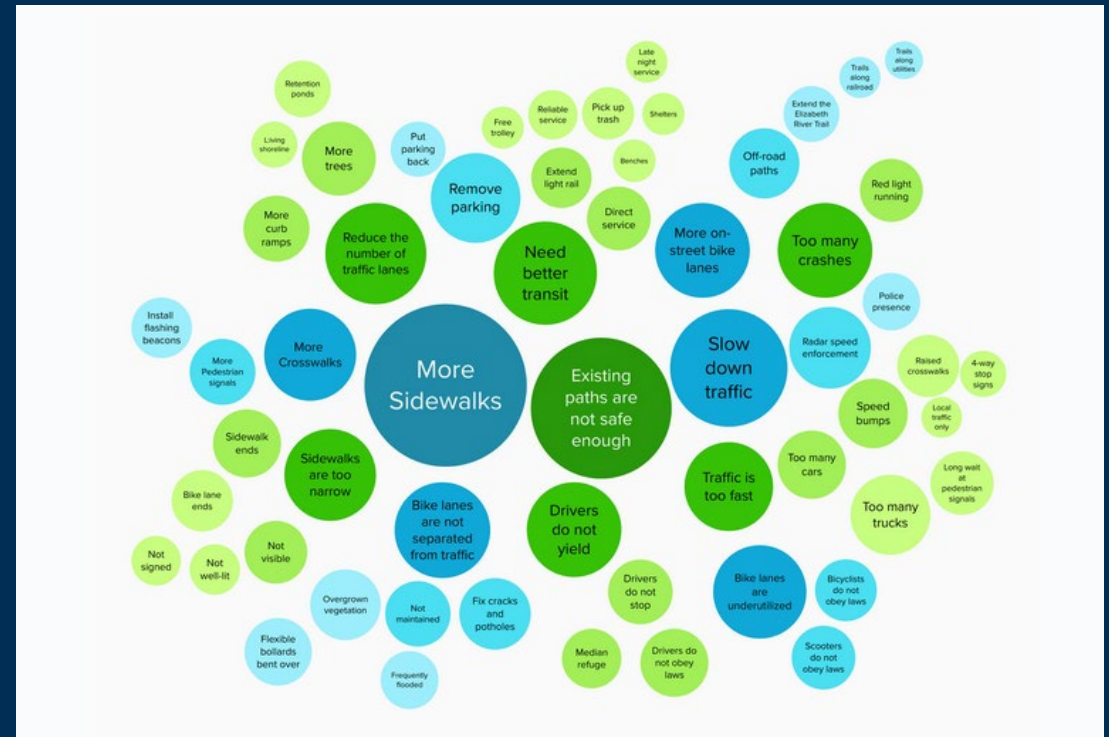 Late
night
service
Trails
along
utilities
Trails
along
railroad
Retention
ponds
Free
trolley
Reliable
service
Pick up
trash
Shelters
Extend the
Elizabeth
River Trail
Living
shoreline
More
trees
Put
parking
back
Extend
light rail
Benches
Off-road
paths
Remove
parking
Direct
service
Red light
running
More
curb
ramps
Reduce the
number of
traffic lanes
Need
better
transit
More on-
street bike
lanes
Too many
crashes
Install
flashing
beacons
More
Pedestrian
signals
More
Crosswalks
More
Sidewalks
Existing
paths are
not safe
enough
Slow
down
traffic
Radar speed
enforcement
Police
presence
Raised
crosswalks
4-way
stop
signs
Speed
bumps
Local
traffic
only
Sidewalk
ends
Sidewalks
are too
narrow
Bike lane
ends
Bike lanes
are not
separated
from traffic
Drivers
do not
yield
Traffic is
too fast
Too many
cars
Too many
trucks
Long wait
at
pedestrian
signals
Not
signed
Not
well-lit
Not
visible
Overgrown
vegetation
Not
maintained
Fix cracks
and
potholes
Drivers
do not
stop
Bike lanes
are
underutilized
Bicyclists
do not
obey laws
Flexible
bollards
bent over
Frequently
flooded
Median
refuge
Drivers do
not obey
laws
Scooters
do not
obey laws